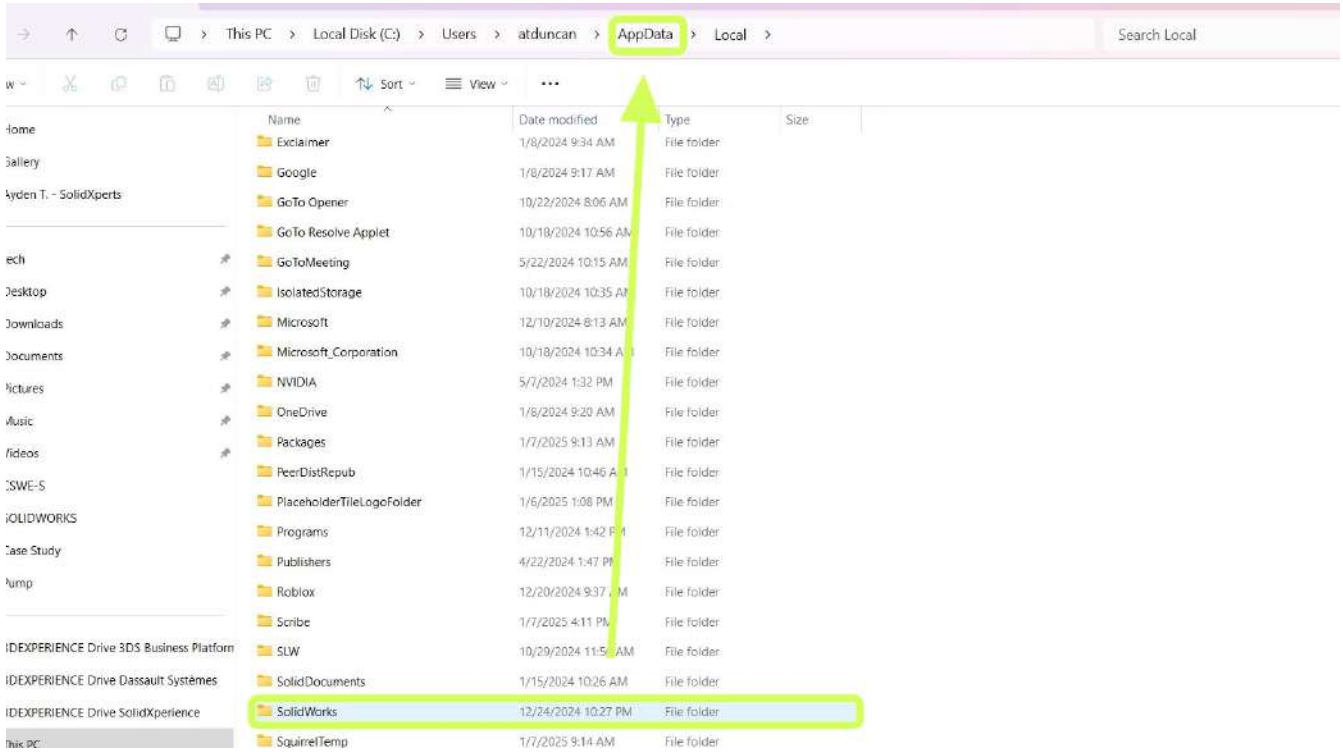 This PC > Local Disk (C:) > Users > atduncan > AppData > Local >
Search Local
Sort
View
Name Date modified Type Size
Exclaimer 1/8/2024 9:34 AM File folder
Google 1/8/2024 9:17 AM File folder
GoTo Opener 10/22/2024 8:06 AM File folder
GoTo Resolve Applet 10/18/2024 10:56 AM File folder
GoToMeeting 5/22/2024 10:15 AM File folder
IsolatedStorage 10/18/2024 10:35 AM File folder
Microsoft 12/10/2024 8:13 AM File folder
Microsoft_Corporation 10/18/2024 10:34 A File folder
NVIDIA 5/7/2024 1:32 PM File folder
OneDrive 1/8/2024 9:20 AM File folder
Packages 1/7/2025 9:13 AM File folder
PeerDistRepub 1/15/2024 10:46 A File folder
PlaceholderTileLogoFolder 1/6/2025 1:08 PM File folder
Programs 12/11/2024 1:42 P File folder
Publishers 4/22/2024 1:47 PM File folder
Roblox 12/20/2024 9:37 M File folder
Scribe 1/7/2025 4:11 PM File folder
SLW 10/29/2024 11:5 AM File folder
SolidDocuments 1/15/2024 10:26 AM File folder
SolidWorks 12/24/2024 10:27 PM File folder
SquirrelTemp 1/7/2025 9:14 AM File folder
Home
Gallery
Ayden T. - SolidXperts
ech
Desktop
Downloads
Documents
Pictures
Music
Videos
CSWE-S
SOLIDWORKS
Case Study
Pump
3DEXPERIENCE Drive 3DS Business Platform
3DEXPERIENCE Drive Dassault Systèmes
3DEXPERIENCE Drive SolidXperience
This PC